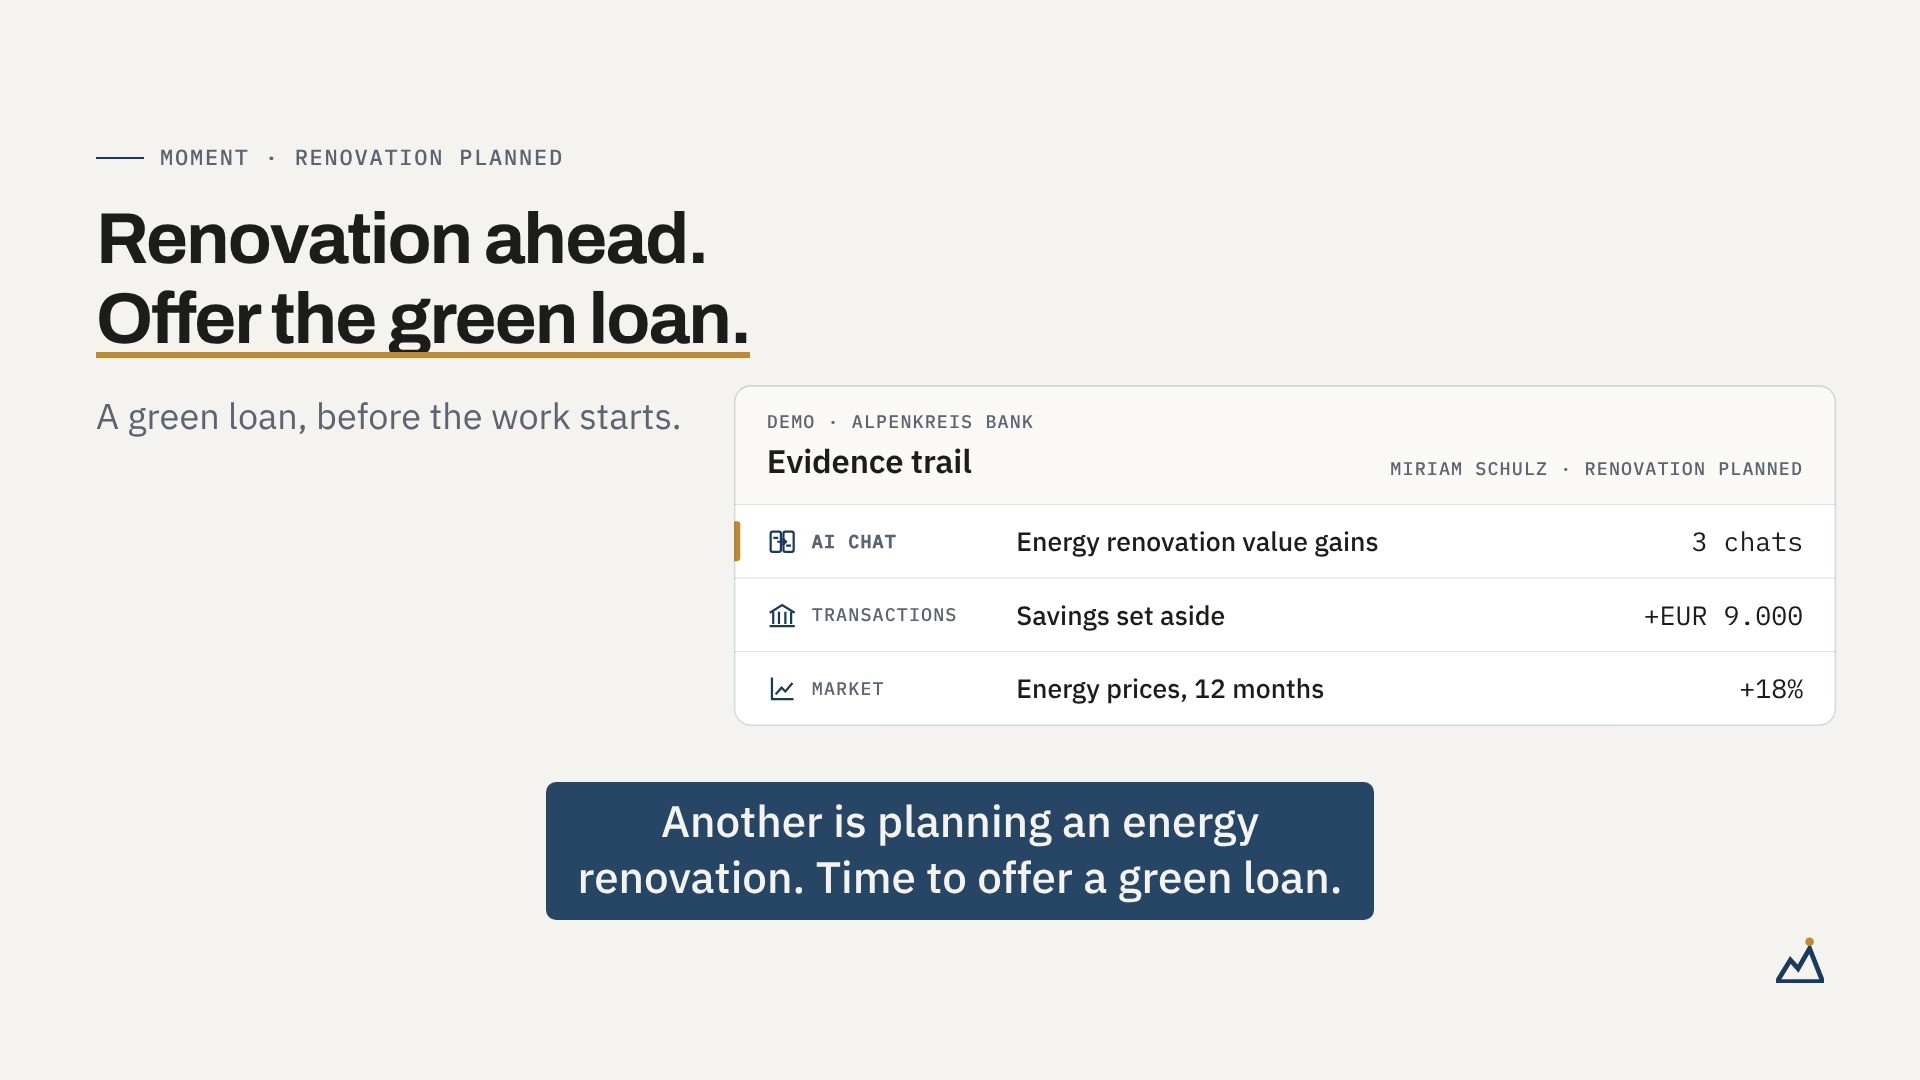 MOMENT · RENOVATION PLANNED
Renovation ahead.
Offer the green loan.
A green loan, before the work starts.
DEMO · ALPENKREIS BANK
Evidence trail
MIRIAM SCHULZ · RENOVATION PLANNED
AI CHAT Energy renovation value gains 3 chats
TRANSACTIONS Savings set aside +EUR 9.000
MARKET Energy prices, 12 months +18%
Another is planning an energy
renovation. Time to offer a green loan.